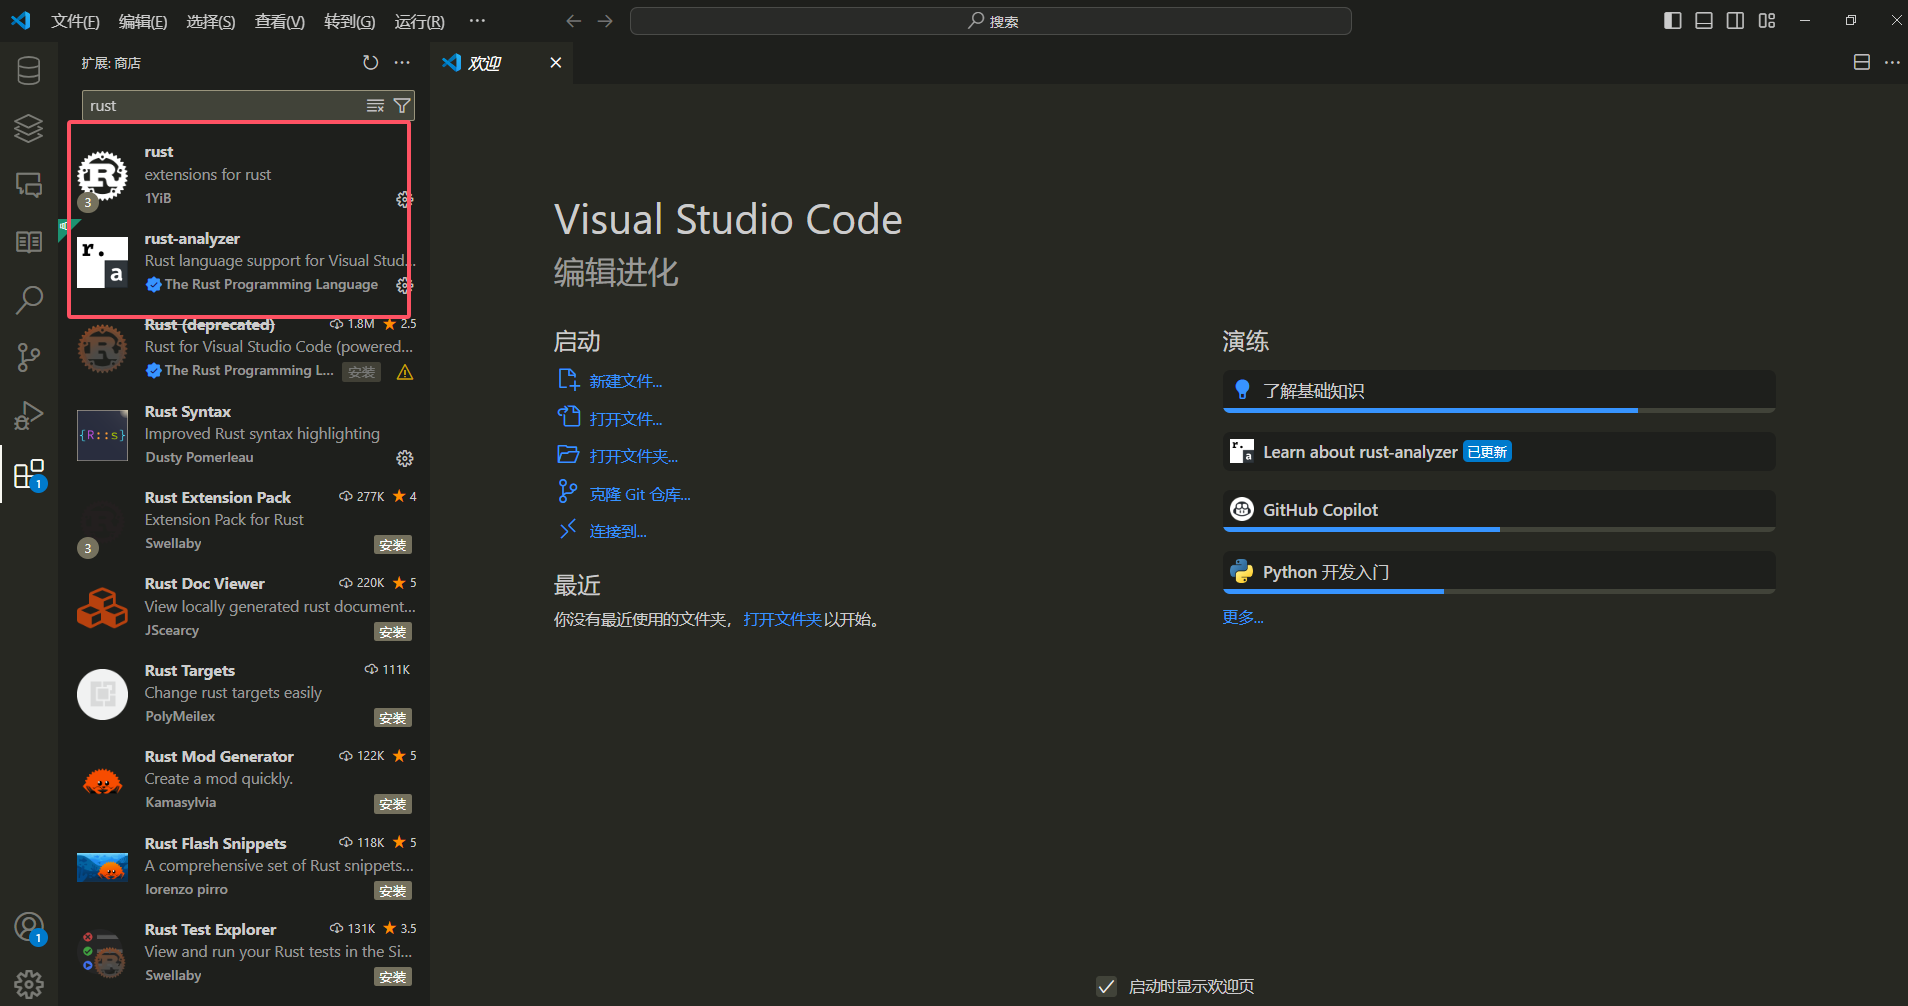 文件(F) 编辑(E) 选择(S) 查看(V) 转到(G) 运行(R) ··· 搜索
扩展: 商店
欢迎
rust
rust
extensions for rust
1YiB
3
rust-analyzer
Rust language support for Visual Stud...
The Rust Programming Language
r.
a
Rust (deprecated) 1.8M 2.5
Rust for Visual Studio Code (powered...
The Rust Programming L... 安装
Rust Syntax
Improved Rust syntax highlighting
Dusty Pomerleau
{R::s}
Rust Extension Pack 277K 4
Extension Pack for Rust
Swellaby 安装
3
Rust Doc Viewer 220K 5
View locally generated rust document...
JScearcy 安装
Rust Targets 111K
Change rust targets easily
PolyMeilex 安装
Rust Mod Generator 122K 5
Create a mod quickly.
Kamasylvia 安装
Rust Flash Snippets 118K 5
A comprehensive set of Rust snippets...
lorenzo pirro 安装
Rust Test Explorer 131K 3.5
View and run your Rust tests in the Si...
Swellaby 安装
1
1
Visual Studio Code
编辑进化
启动
新建文件...
打开文件...
打开文件夹...
克隆 Git 仓库...
连接到...
最近
你没有最近使用的文件夹，打开文件夹以开始。
演练
了解基础知识
Learn about rust-analyzer 已更新
GitHub Copilot
Python 开发入门
更多...
启动时显示欢迎页